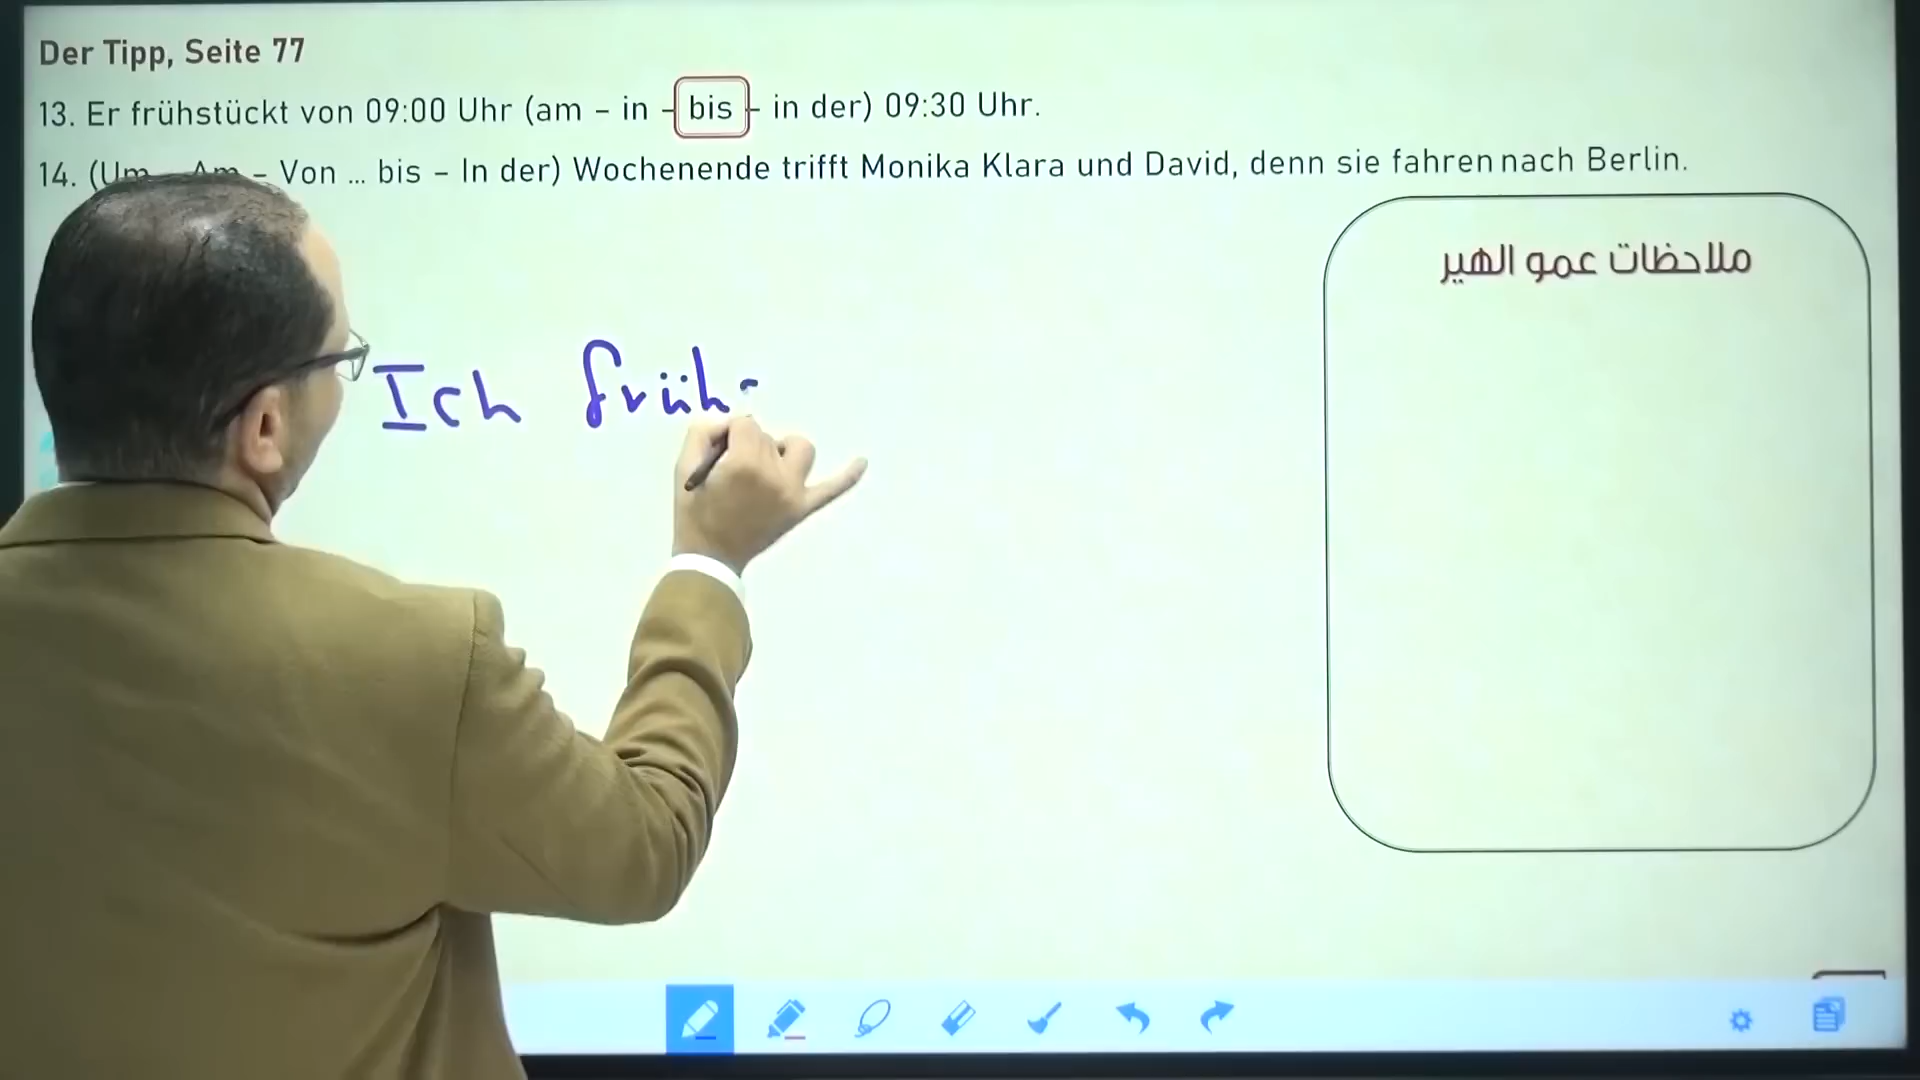 Der Tipp, Seite 77
13. Er frühstückt von 09:00 Uhr (am – in – bis – in der) 09:30 Uhr.
14. (Um – Am – Von ... bis – In der) Wochenende trifft Monika Klara und David, denn sie fahren nach Berlin.
ملاحظات عمو الهير
Ich früh